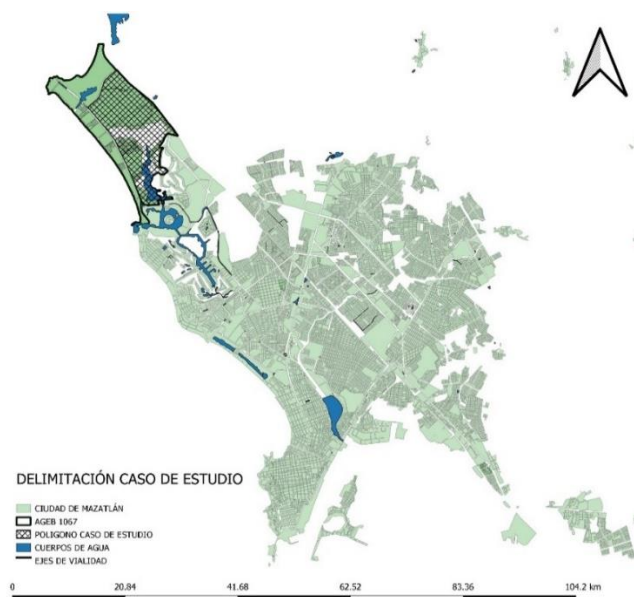 DELIMITACIÓN CASO DE ESTUDIO
CIUDAD DE MAZATLÁN
AGEB 1067
POLIGONO CASO DE ESTUDIO
CUERPOS DE AGUA
EJES DE VIALIDAD
0 20.84 41.68 62.52 83.36 104.2 km